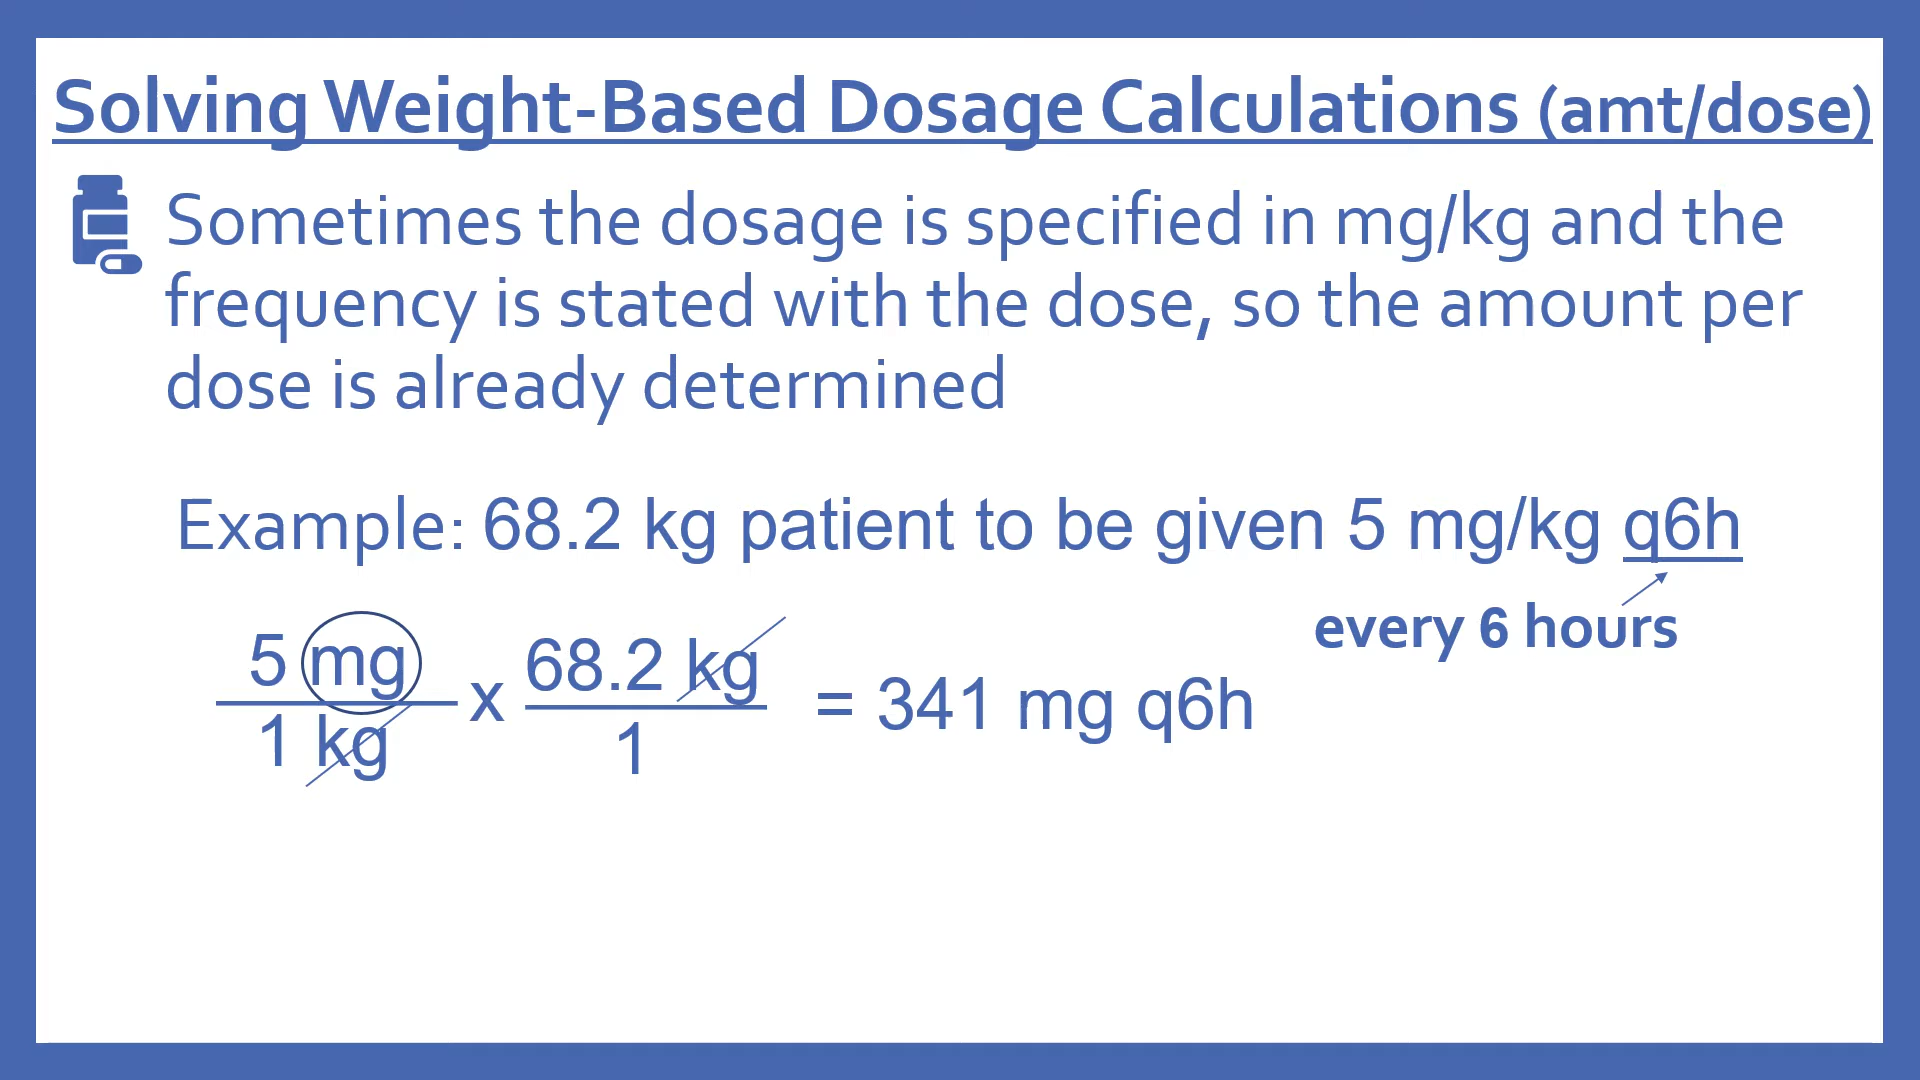 Solving Weight-Based Dosage Calculations (amt/dose)
Sometimes the dosage is specified in mg/kg and the
frequency is stated with the dose, so the amount per
dose is already determined
Example: 68.2 kg patient to be given 5 mg/kg q6h
every 6 hours
5 mg
1 kg
x
68.2 kg
1
= 341 mg q6h